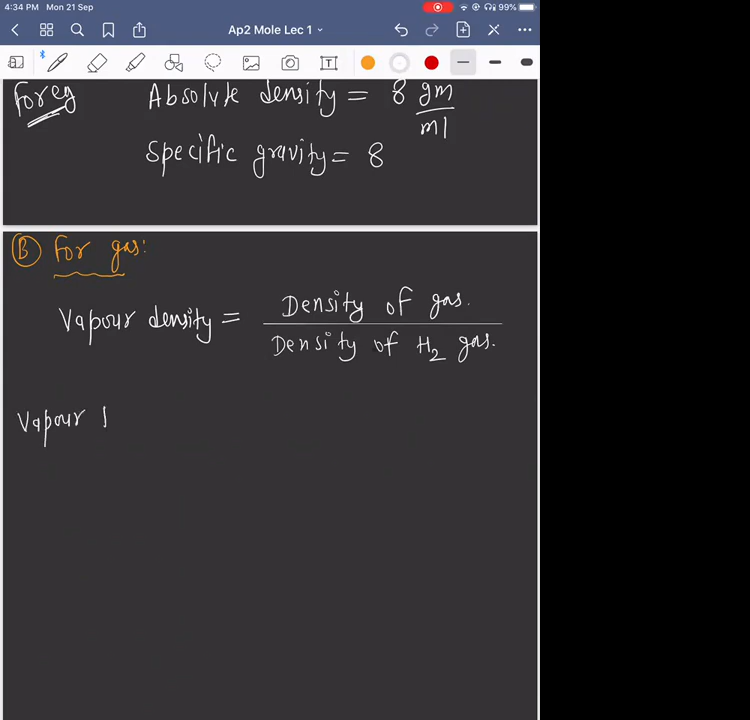 4:34 PM Mon 21 Sep
99%
Ap2 Mole Lec 1
T
For eg
Absolute density = 8 gm/ml
Specific gravity = 8
B For gas:
Vapour density = Density of gas. / Density of H2 gas.
Vapour